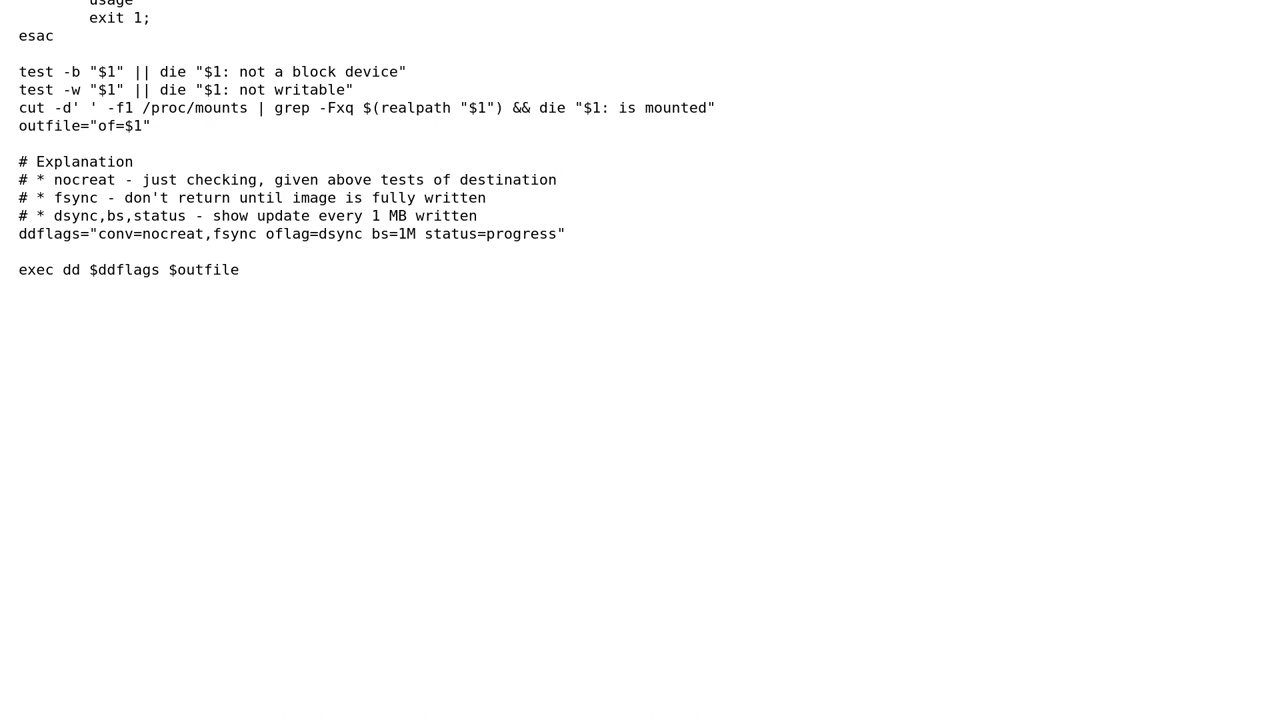 usage
exit 1;
esac
test -b "$1" || die "$1: not a block device"
test -w "$1" || die "$1: not writable"
cut -d' ' -f1 /proc/mounts | grep -Fxq $(realpath "$1") && die "$1: is mounted"
outfile="of=$1"
# Explanation
# * nocreat - just checking, given above tests of destination
# * fsync - don't return until image is fully written
# * dsync,bs,status - show update every 1 MB written
ddflags="conv=nocreat,fsync oflag=dsync bs=1M status=progress"
exec dd $ddflags $outfile